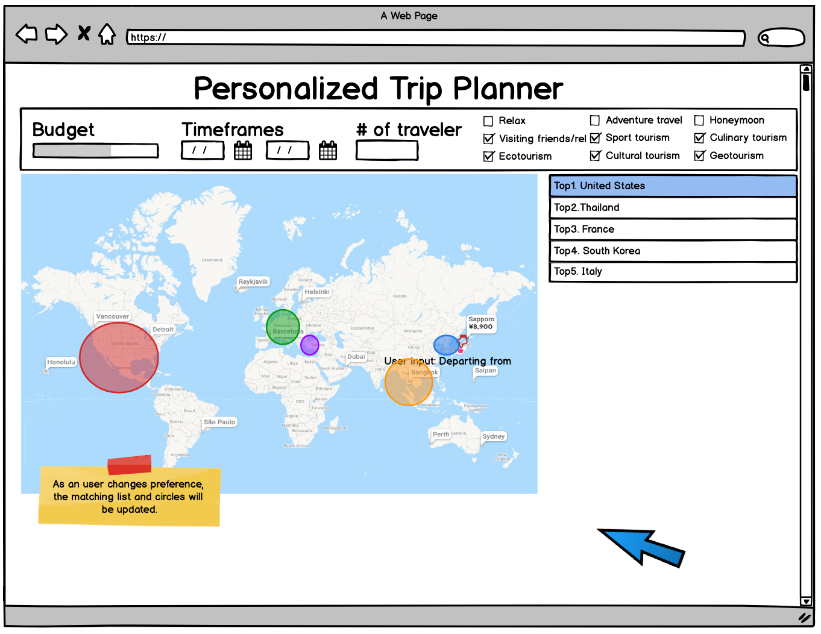 A Web Page
https://
Personalized Trip Planner
Budget
Timeframes
# of traveler
/ /
/ /
Relax
Adventure travel
Honeymoon
Visiting friends/rel
Sport tourism
Culinary tourism
Ecotourism
Cultural tourism
Geotourism
Top1. United States
Top2.Thailand
Top3. France
Top4. South Korea
Top5. Italy
Reykjavik
Helsinki
Vancouver
Detroit
Barcelona
Sapporo
¥8,900
Honolulu
Dubai
User input: Departing from
Bangkok
Saipan
São Paulo
Perth
Sydney
As an user changes preference,
the matching list and circles will
be updated.